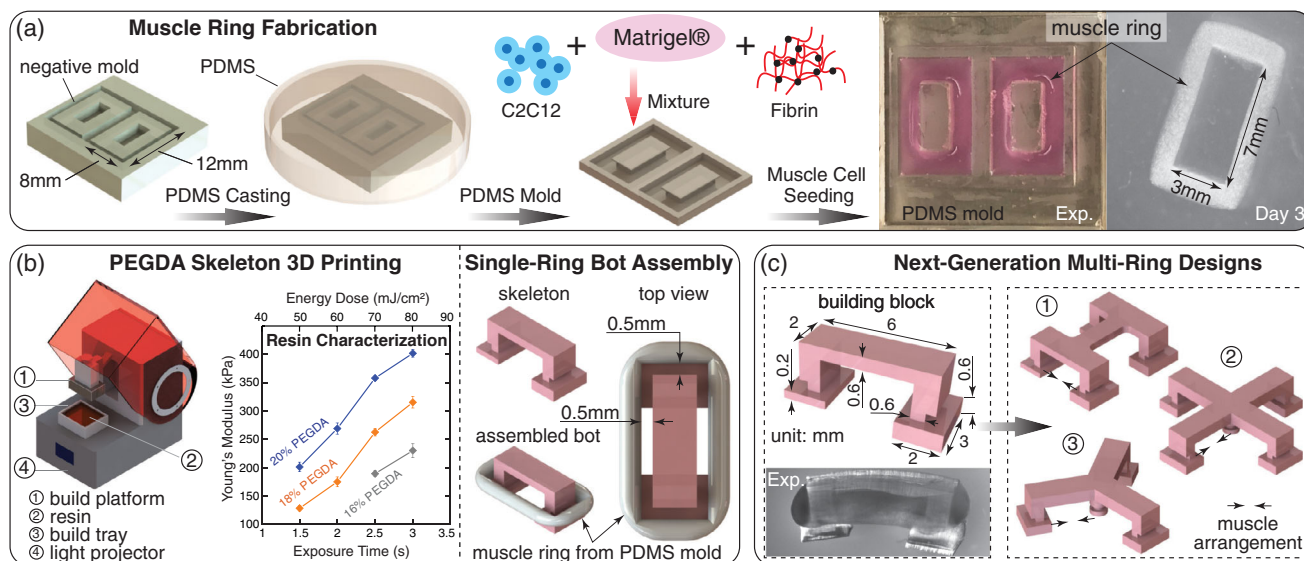 (a) Muscle Ring Fabrication
negative mold
8mm
12mm
PDMS Casting
PDMS
PDMS Mold
C2C12
+
Matrigel®
+
Fibrin
Mixture
Muscle Cell
Seeding
muscle ring
PDMS mold
Exp.
7mm
3mm
Day 3
(b) PEGDA Skeleton 3D Printing
①
③
④
②
① build platform
② resin
③ build tray
④ light projector
Energy Dose (mJ/cm²)
40 50 60 70 80 90
Resin Characterization
Young's Modulus (kPa)
400
350
300
250
200
150
100
20% PEGDA
18% PEGDA
16% PEGDA
1.5 2 2.5 3 3.5
Exposure Time (s)
Single-Ring Bot Assembly
skeleton
top view
0.5mm
0.5mm
assembled bot
muscle ring from PDMS mold
(c) Next-Generation Multi-Ring Designs
building block
2
6
0.2
0.6
0.6
0.6
3
2
unit: mm
Exp.
①
②
③
muscle
arrangement